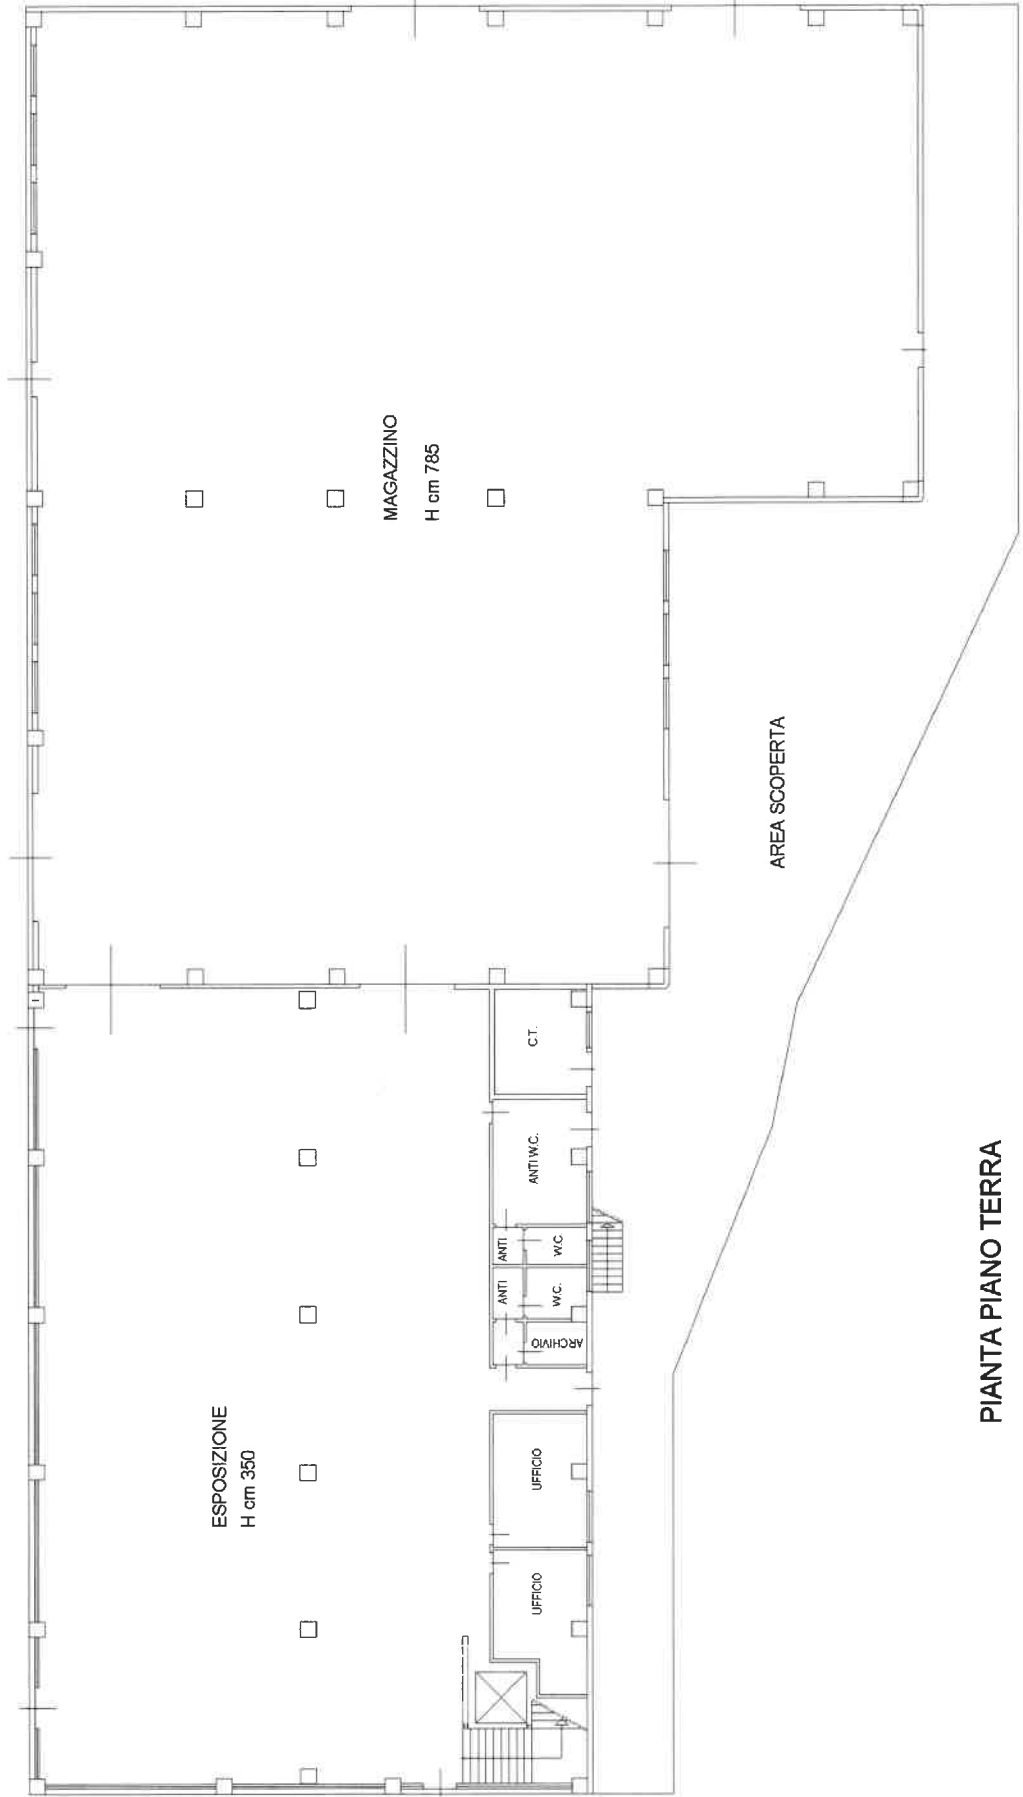 MAGAZZINO
H cm 785
AREA SCOPERTA
ESPOSIZIONE
H cm 350
C.T.
ANTI W.C.
ANTI
W.C
ANTI
W.C.
ARCHIVIO
UFFICIO
UFFICIO
PIANTA PIANO TERRA